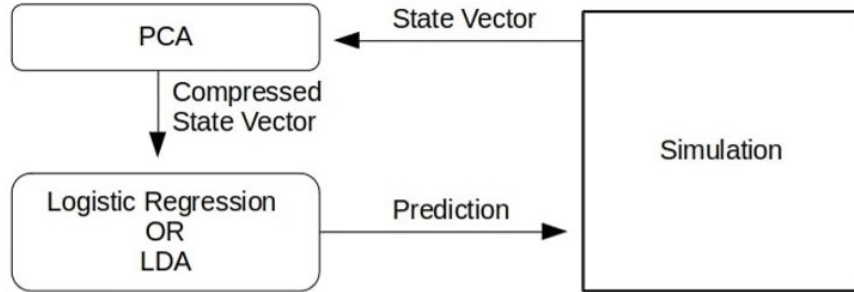 PCA
State Vector
Compressed
State Vector
Simulation
Logistic Regression
OR
LDA
Prediction